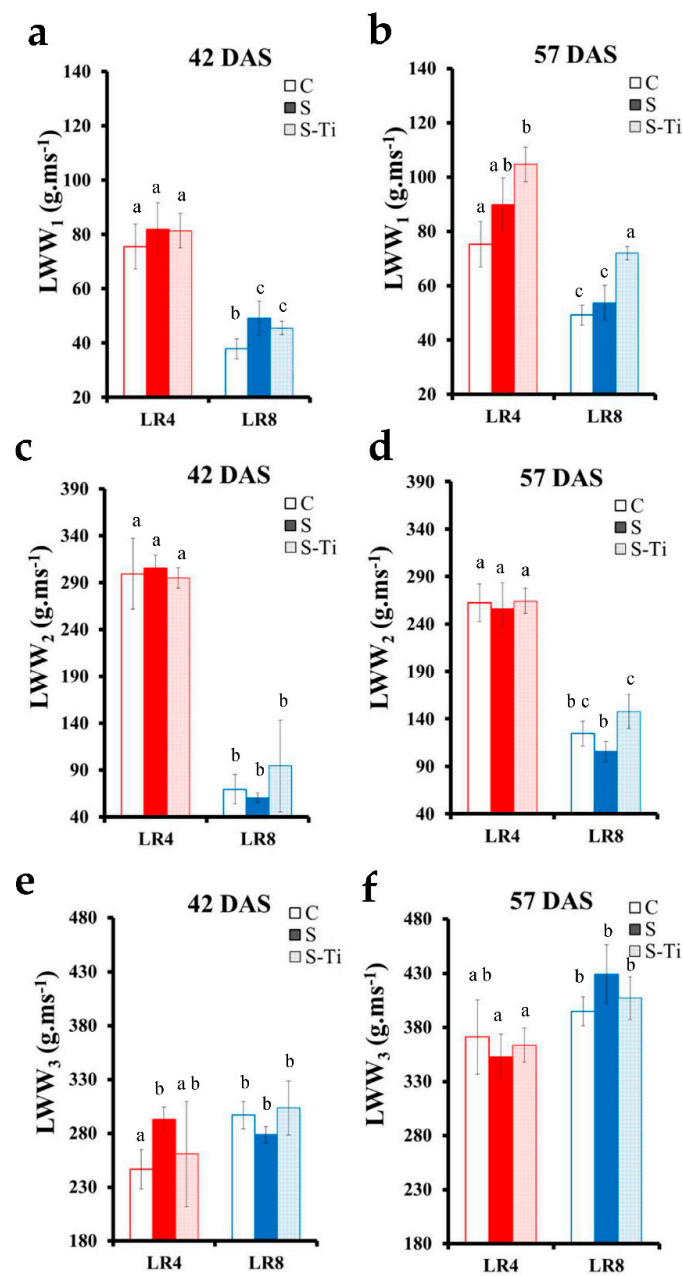 a
42 DAS
LWW1 (g.ms-1)
140
120
100
80
60
40
20
C
S
S-Ti
a a a
b c c
LR4 LR8
b
57 DAS
LWW1 (g.ms-1)
140
120
100
80
60
40
20
C
S
S-Ti
a a b b
c c a
LR4 LR8
c
42 DAS
LWW2 (g.ms-1)
390
340
290
240
190
140
90
40
C
S
S-Ti
a a a
b b b
LR4 LR8
d
57 DAS
LWW2 (g.ms-1)
390
340
290
240
190
140
90
40
C
S
S-Ti
a a a
b c b c
LR4 LR8
e
42 DAS
LWW3 (g.ms-1)
480
430
380
330
280
230
180
C
S
S-Ti
a b a b
b b b
LR4 LR8
f
57 DAS
LWW3 (g.ms-1)
480
430
380
330
280
230
180
C
S
S-Ti
a b a a
b b b
LR4 LR8